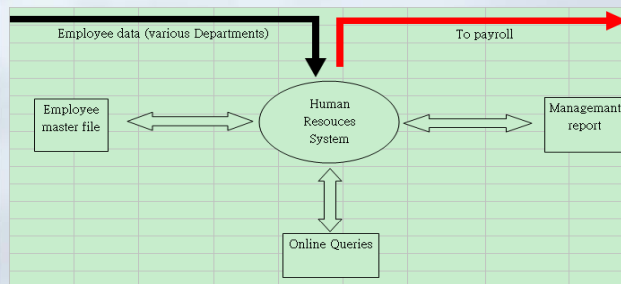 Employee data (various Departments)
To payroll
Employee
master file
Human
Resouces
System
Managemant
report
Online Queries